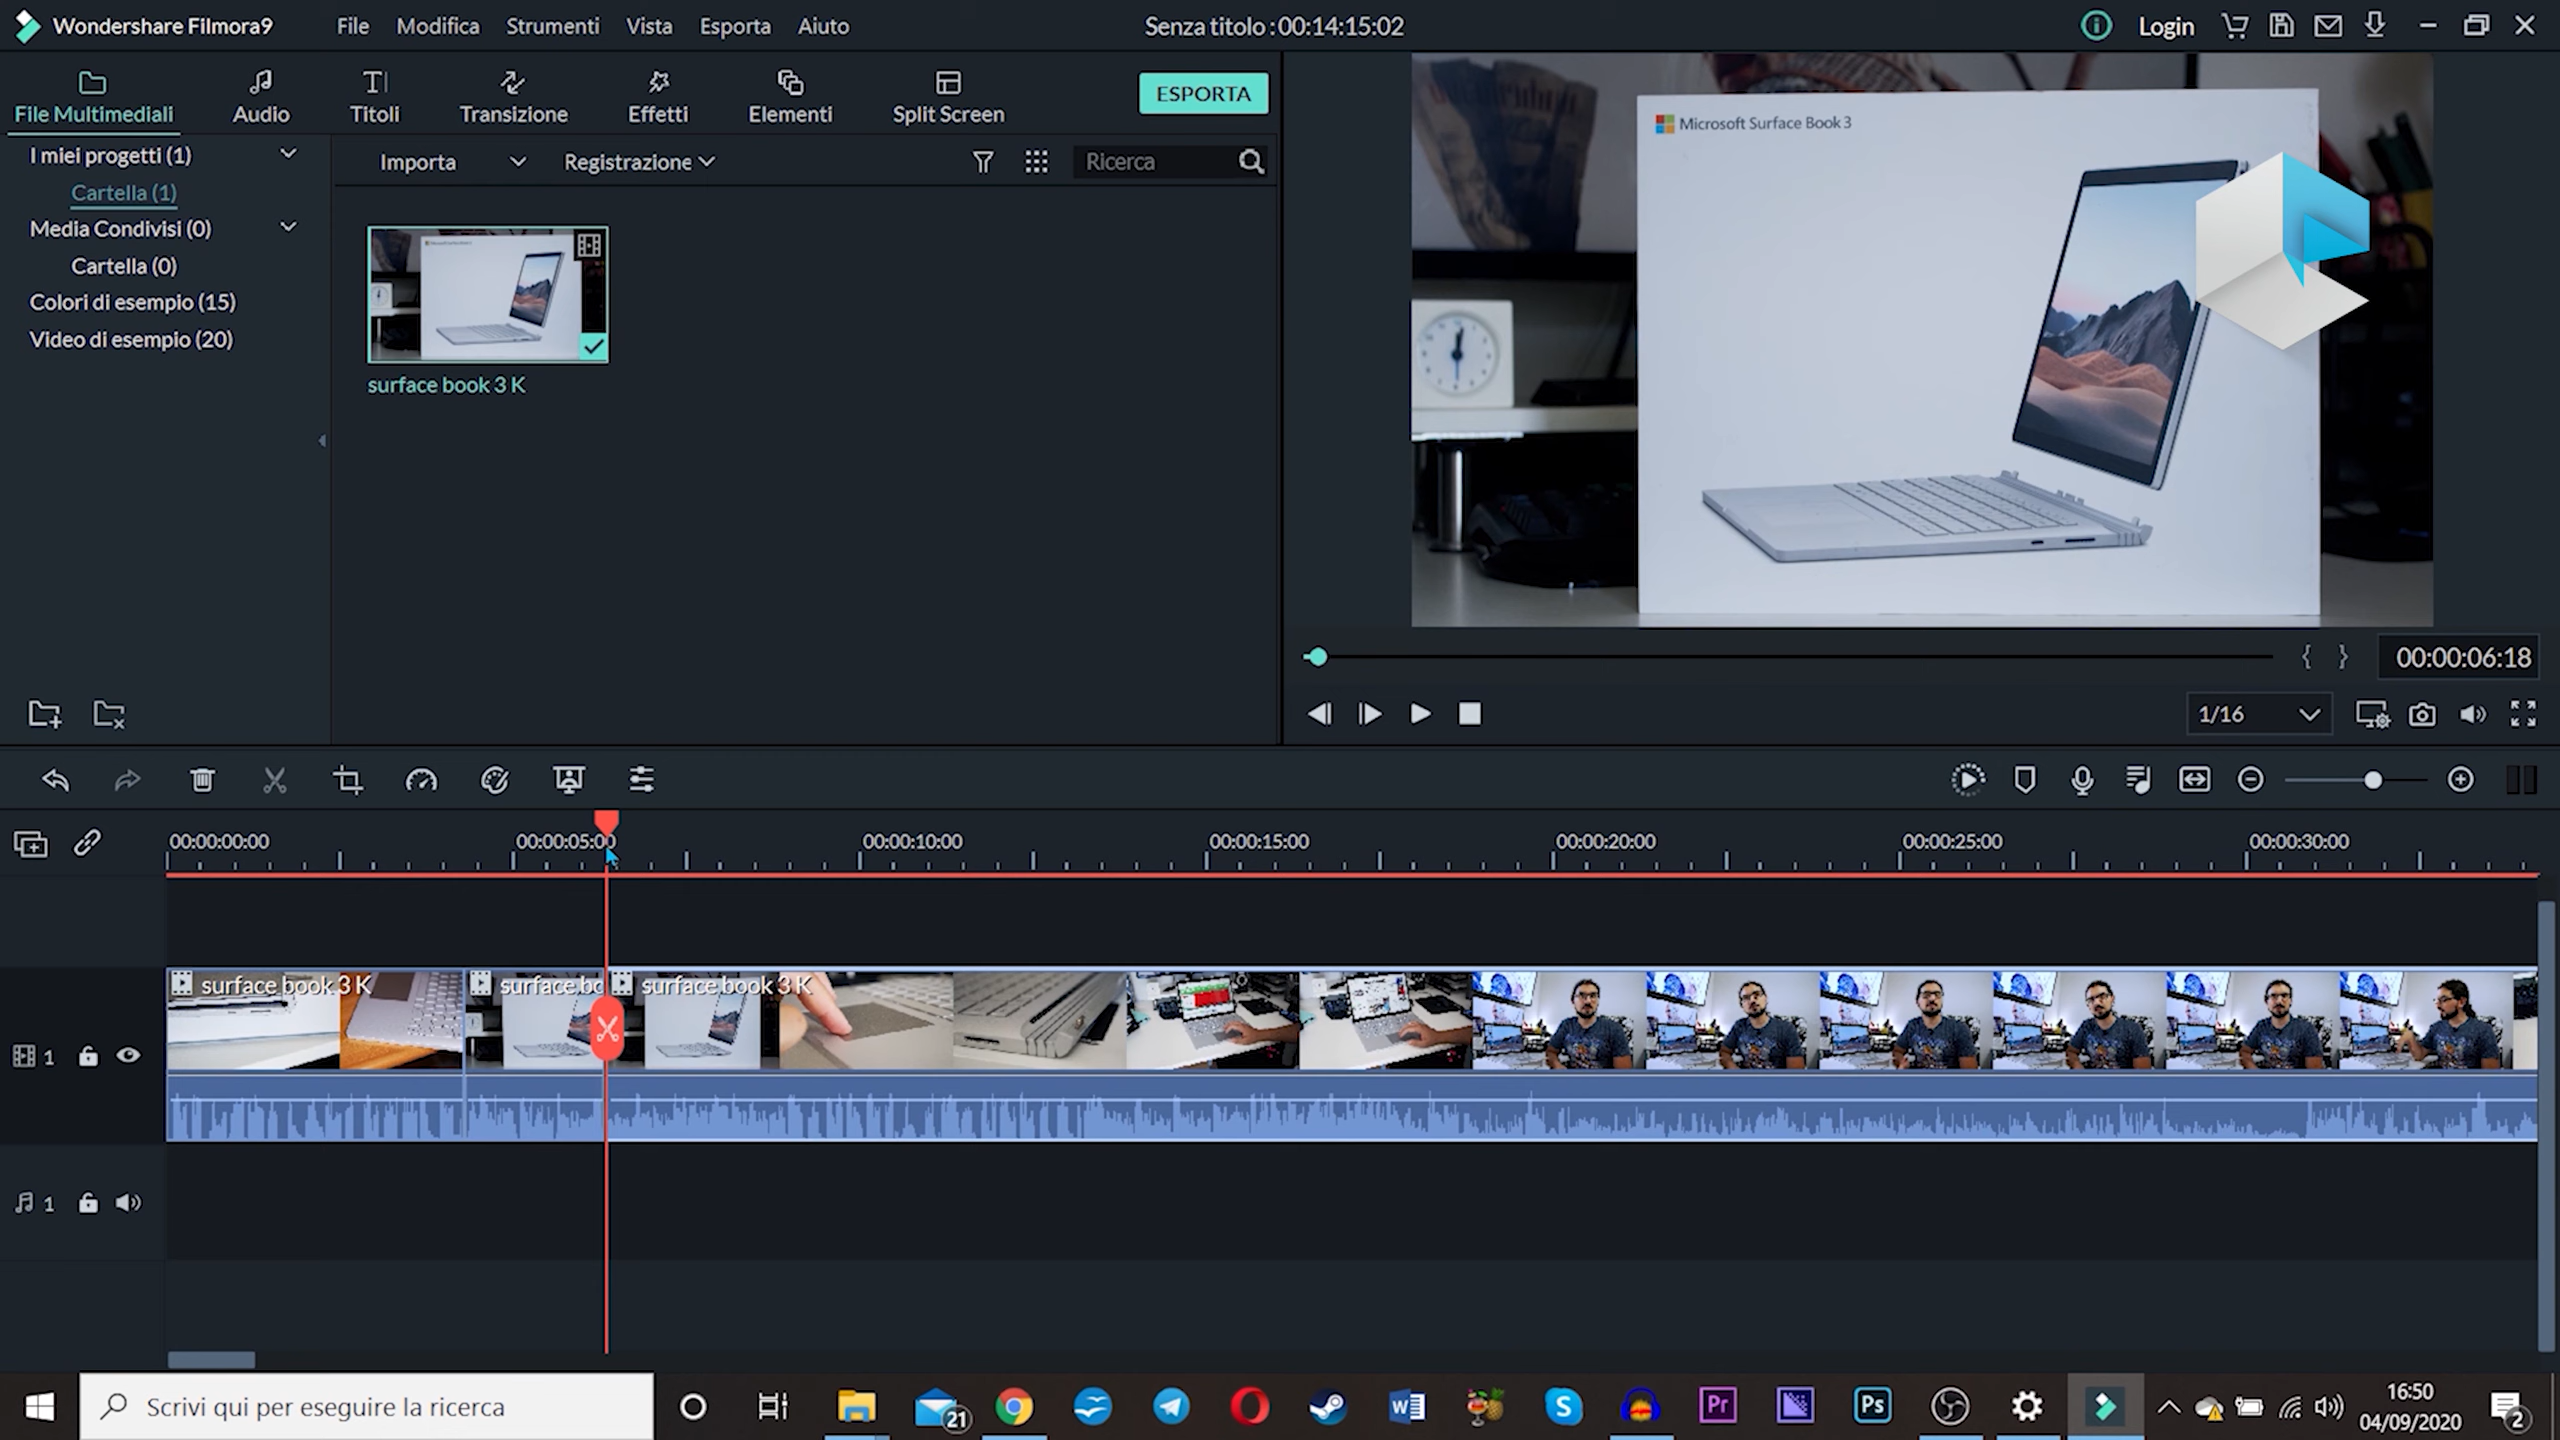 Wondershare Filmora9
File Modifica Strumenti Vista Esporta Aiuto
Senza titolo : 00:14:15:02
Login
File Multimediali
Audio
Titoli
Transizione
Effetti
Elementi
Split Screen
ESPORTA
I miei progetti (1)
Cartella (1)
Media Condivisi (0)
Cartella (0)
Colori di esempio (15)
Video di esempio (20)
Importa
Registrazione
Ricerca
surface book 3 K
Microsoft Surface Book 3
00:00:06:18
1/16
00:00:00:00
00:00:05:00
00:00:10:00
00:00:15:00
00:00:20:00
00:00:25:00
00:00:30:00
surface book 3 K
surface bo
surface book 3 K
1
1
Scrivi qui per eseguire la ricerca
21
W
S
Pr
Ps
16:50
04/09/2020
2